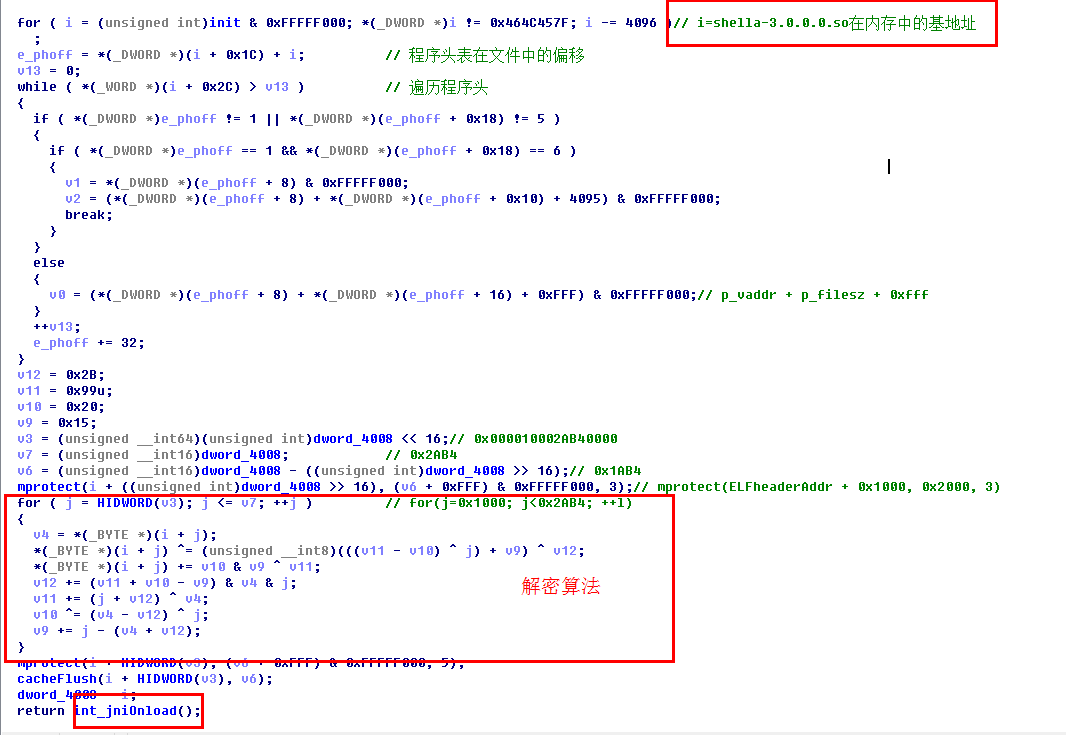 for ( i = (unsigned int)init & 0xFFFFF000; *(_DWORD *)i != 0x464C457F; i -= 4096 )// i=shella-3.0.0.0.so在内存中的基地址
;
e_phoff = *(_DWORD *)(i + 0x1C) + i; // 程序头表在文件中的偏移
v13 = 0;
while ( *(_WORD *)(i + 0x2C) > v13 ) // 遍历程序头
{
if ( *(_DWORD *)e_phoff != 1 || *(_DWORD *)(e_phoff + 0x18) != 5 )
{
if ( *(_DWORD *)e_phoff == 1 && *(_DWORD *)(e_phoff + 0x18) == 6 )
{
v1 = *(_DWORD *)(e_phoff + 8) & 0xFFFFF000;
v2 = (*(_DWORD *)(e_phoff + 8) + *(_DWORD *)(e_phoff + 0x10) + 4095) & 0xFFFFF000;
break;
}
}
else
{
v0 = (*(_DWORD *)(e_phoff + 8) + *(_DWORD *)(e_phoff + 16) + 0xFFF) & 0xFFFFF000;// p_vaddr + p_filesz + 0xfff
}
++v13;
e_phoff += 32;
}
v12 = 0x2B;
v11 = 0x99u;
v10 = 0x20;
v9 = 0x15;
v3 = (unsigned __int64)(unsigned int)dword_4008 << 16;// 0x000010002AB40000
v7 = (unsigned __int16)dword_4008; // 0x2AB4
v6 = (unsigned __int16)dword_4008 - ((unsigned int)dword_4008 >> 16);// 0x1AB4
mprotect(i + ((unsigned int)dword_4008 >> 16), (v6 + 0xFFF) & 0xFFFFF000, 3);// mprotect(ELFheaderAddr + 0x1000, 0x2000, 3)
for ( j = HIDWORD(v3); j <= v7; ++j ) // for(j=0x1000; j<0x2AB4; ++l)
{
v4 = *(_BYTE *)(i + j);
*(_BYTE *)(i + j) ^= (unsigned __int8)(((v11 - v10) ^ j) + v9) ^ v12;
*(_BYTE *)(i + j) += v10 & v9 ^ v11;
v12 += (v11 + v10 - v9) & v4 & j;
v11 += (j + v12) ^ v4;
v10 ^= (v4 - v12) ^ j;
v9 += j - (v4 + v12);
}
解密算法
mprotect(i + HIDWORD(v3), (v6 + 0xFFF) & 0xFFFFF000, 5);
cacheFlush(i + HIDWORD(v3), v6);
dword_4008 = i;
return int_jniOnload();